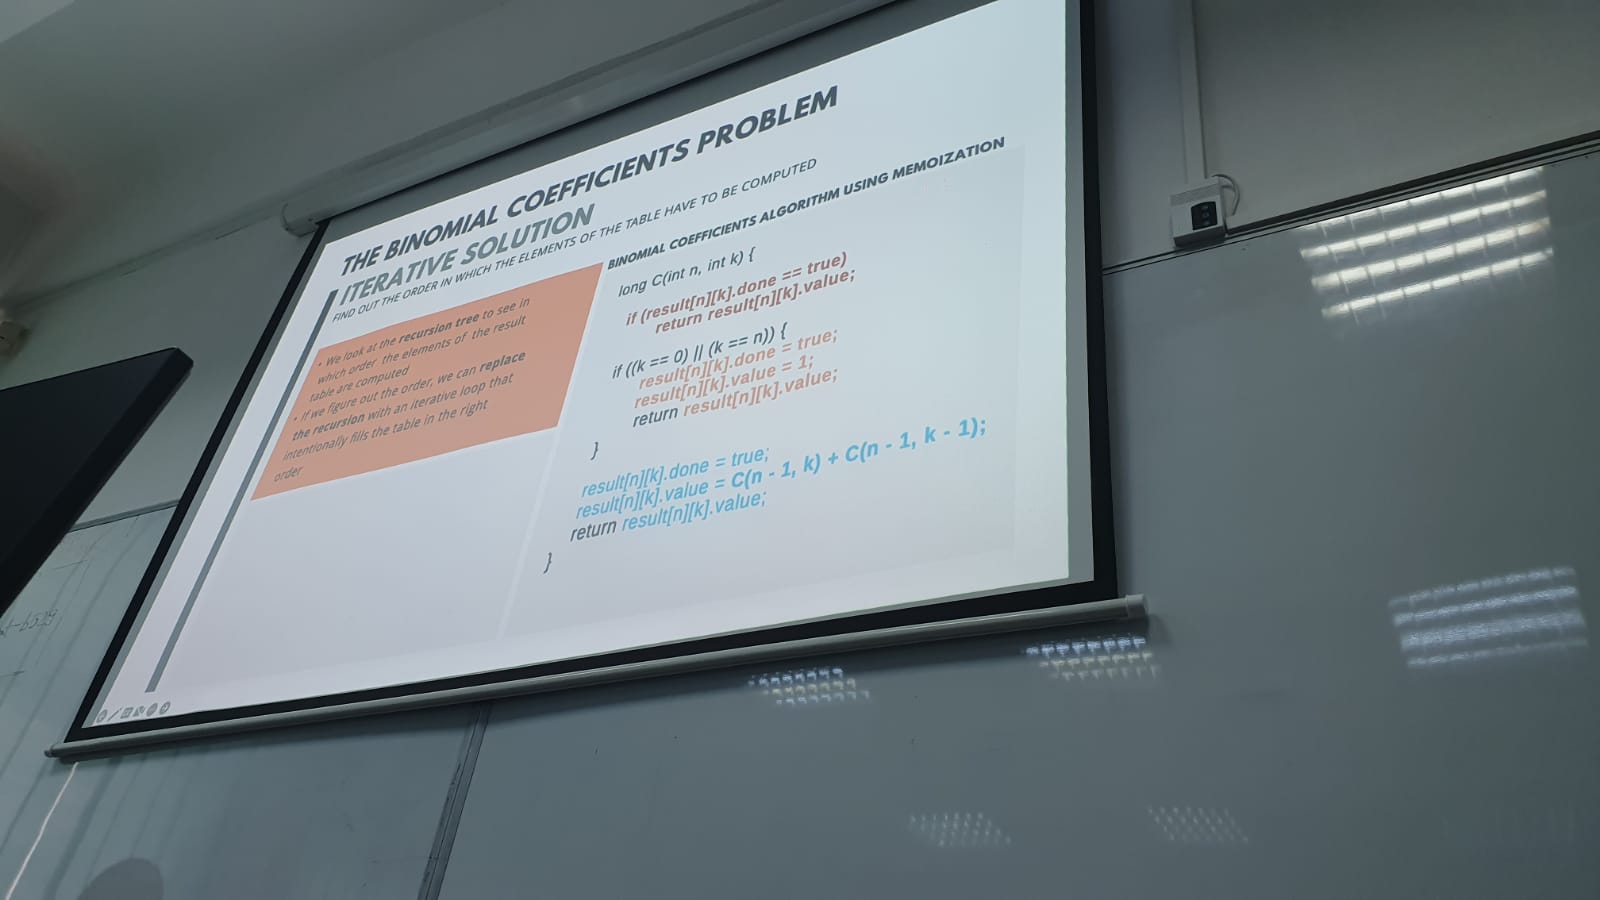 THE BINOMIAL COEFFICIENTS PROBLEM
ITERATIVE SOLUTION
FIND OUT THE ORDER IN WHICH THE ELEMENTS OF THE TABLE HAVE TO BE COMPUTED
• We look at the recursion tree to see in
which order the elements of the result
table are computed
• If we figure out the order, we can replace
the recursion with an iterative loop that
intentionally fills the table in the right
order
BINOMIAL COEFFICIENTS ALGORITHM USING MEMOIZATION
long C(int n, int k) {
if (result[n][k].done == true)
return result[n][k].value;
if ((k == 0) || (k == n)) {
result[n][k].done = true;
result[n][k].value = 1;
return result[n][k].value;
}
result[n][k].done = true;
result[n][k].value = C(n - 1, k) + C(n - 1, k - 1);
return result[n][k].value;
}